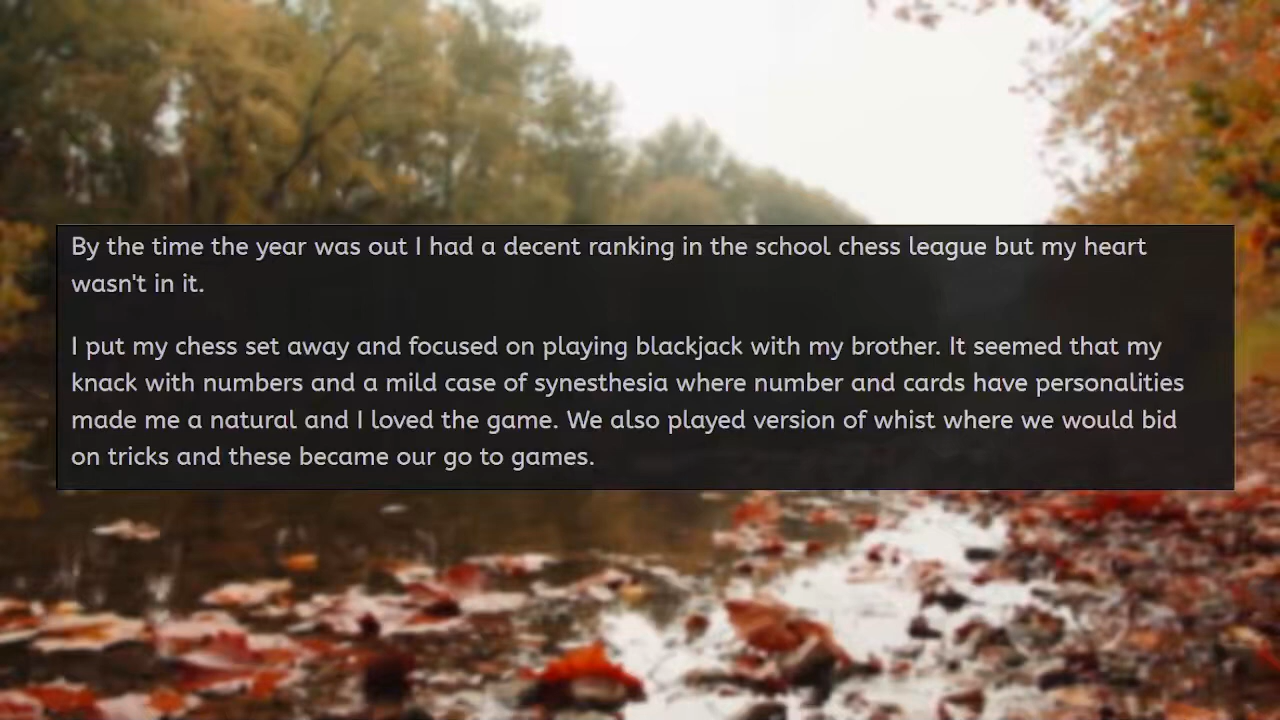 By the time the year was out I had a decent ranking in the school chess league but my heart
wasn't in it.
I put my chess set away and focused on playing blackjack with my brother. It seemed that my
knack with numbers and a mild case of synesthesia where number and cards have personalities
made me a natural and I loved the game. We also played version of whist where we would bid
on tricks and these became our go to games.